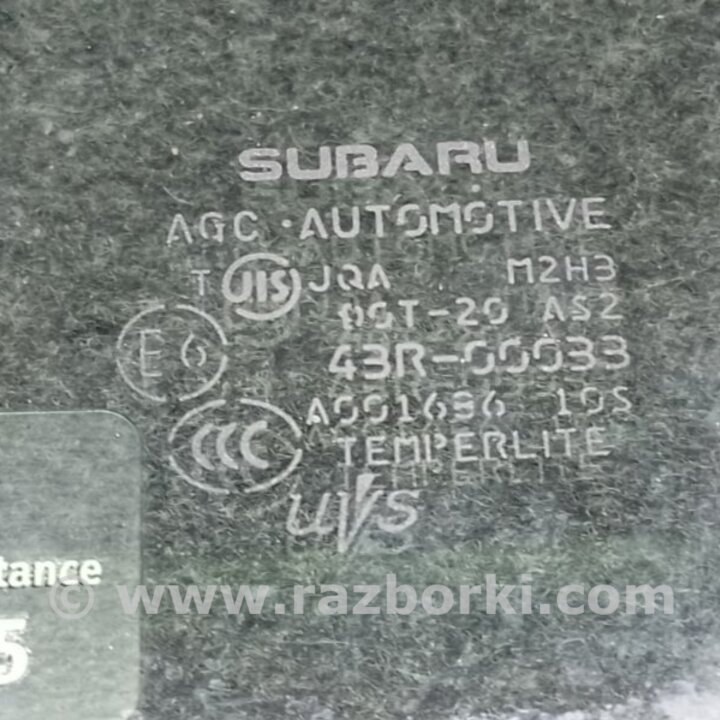 SUBARU
AGC · AUTOMOTIVE
T JIS JQA M2H3
DOT-20 AS2
E6 43R-00033
A001636 10S
CCC TEMPERLITE
UVS
tance
© www.razborki.com
5